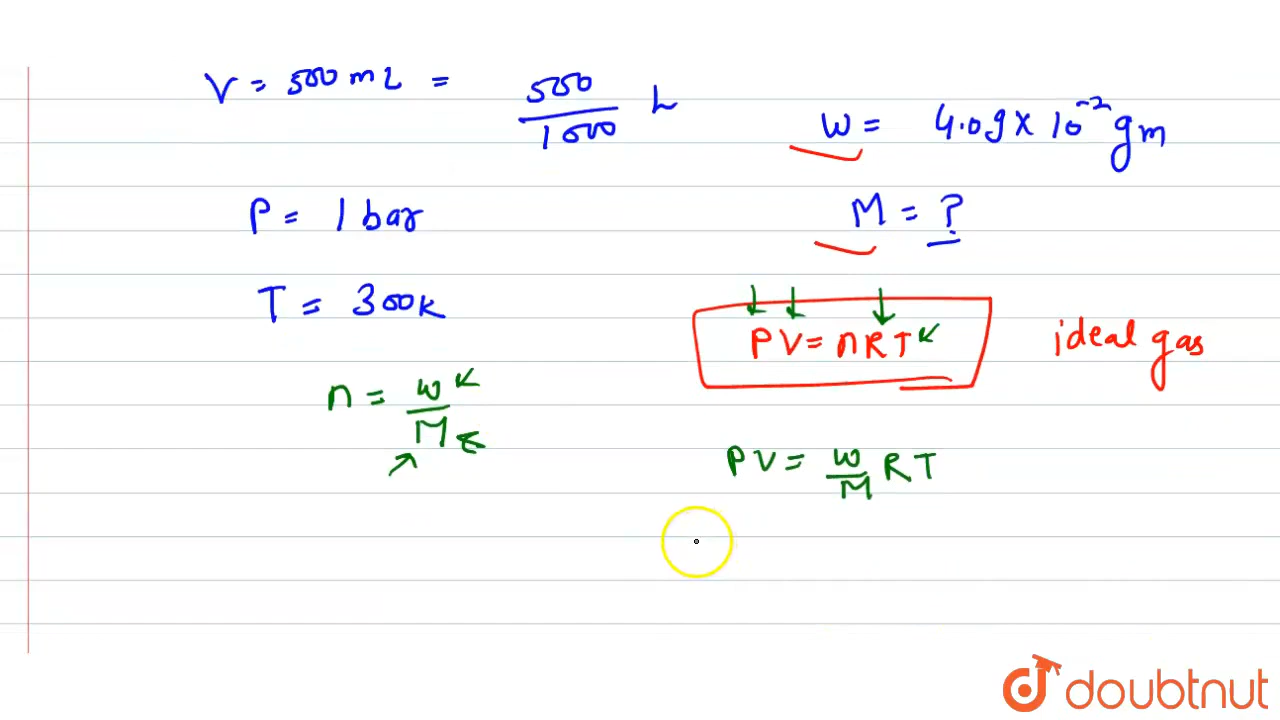 V = 500 mL = 500/1000 L
W = 4.09 × 10⁻² gm
P = 1 bar
M = ?
T = 300K
PV = nRT
ideal gas
n = w/M
PV = w/M RT
doubtnut